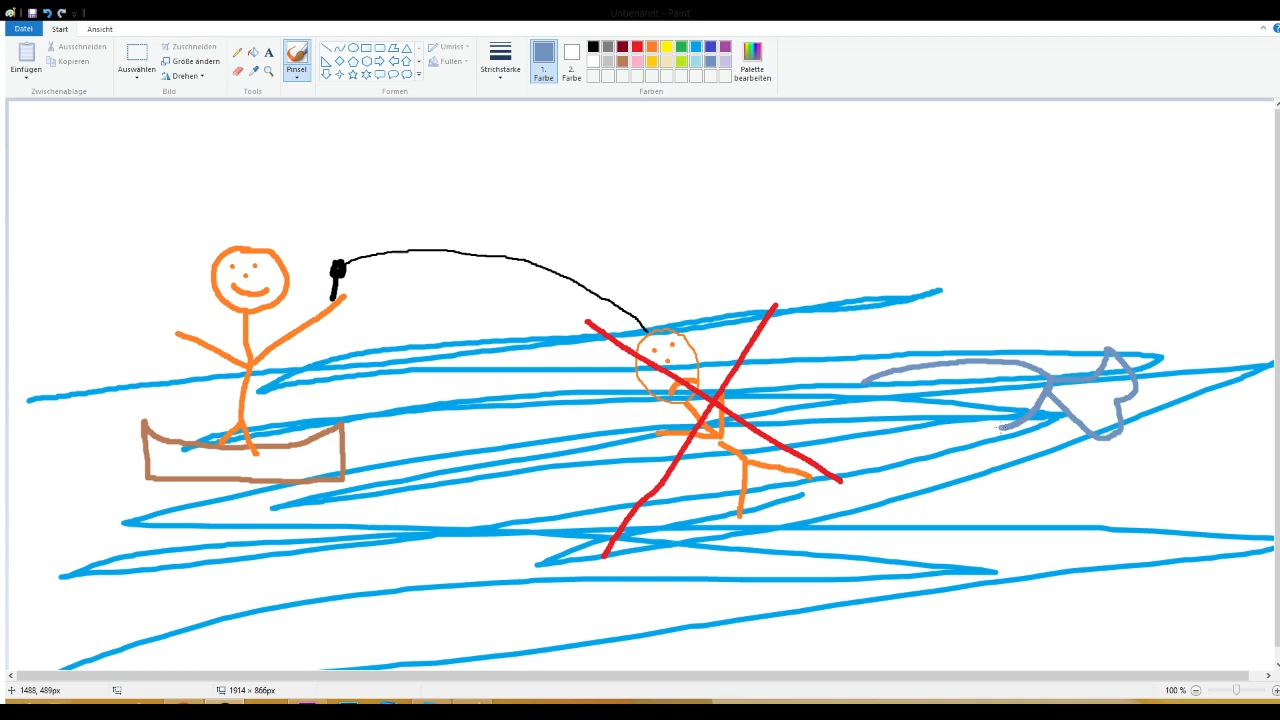 Unbenannt - Paint
Datei Start Ansicht
Einfügen
Ausschneiden
Kopieren
Zwischenablage
Auswählen
Zuschneiden
Größe ändern
Drehen
Bild
A
Tools
Pinsel
Umriss
Füllen
Formen
Strichstärke
1. Farbe
2. Farbe
Palette bearbeiten
Farben
1488, 489px
1914 × 866px
100 %